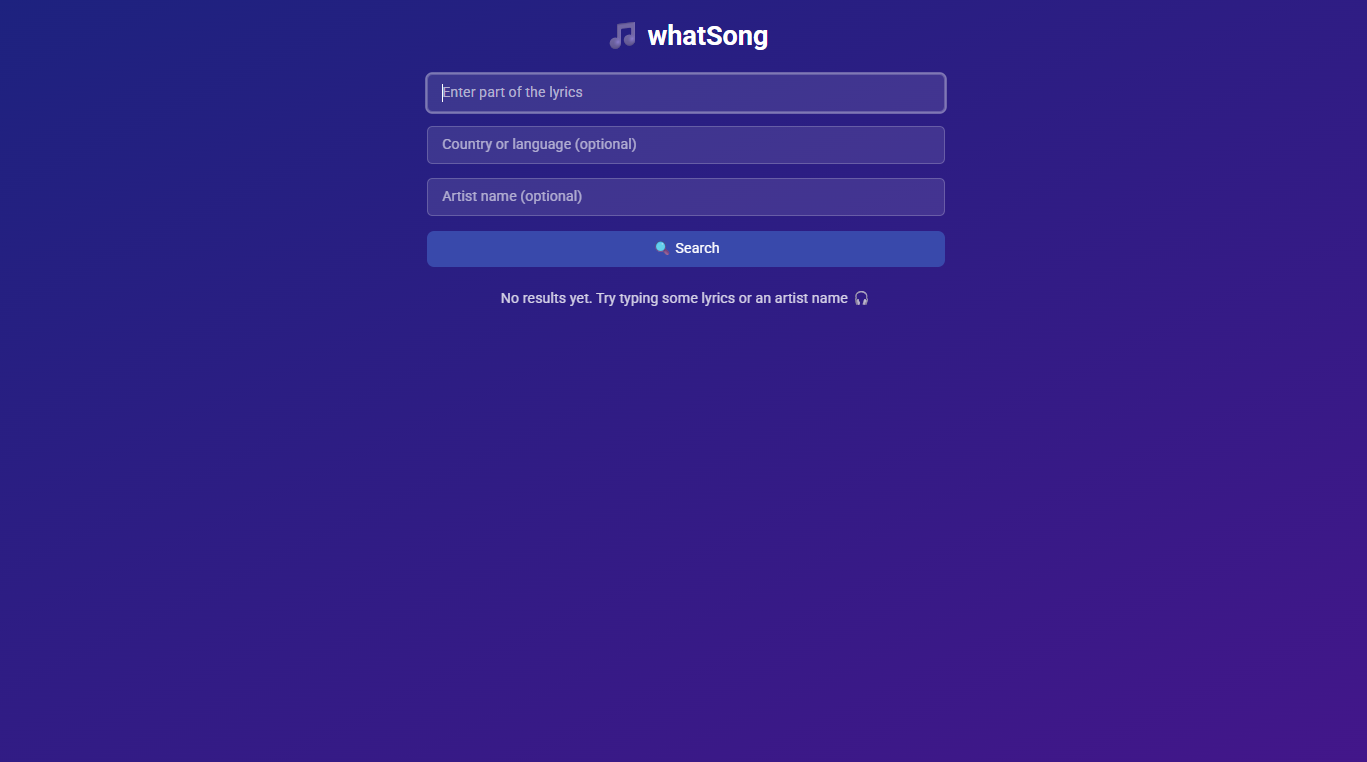 🎵 whatSong
Enter part of the lyrics
Country or language (optional)
Artist name (optional)
🔍 Search
No results yet. Try typing some lyrics or an artist name 🎧